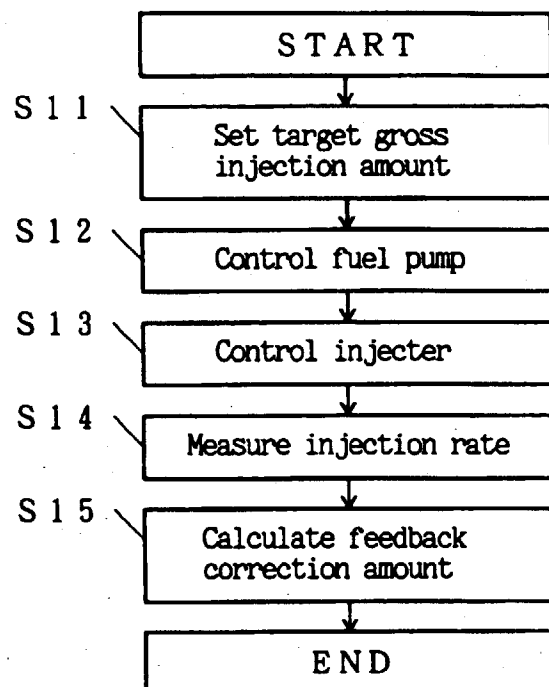 START
S11
Set target gross
injection amount
S12
Control fuel pump
S13
Control injecter
S14
Measure injection rate
S15
Calculate feedback
correction amount
END